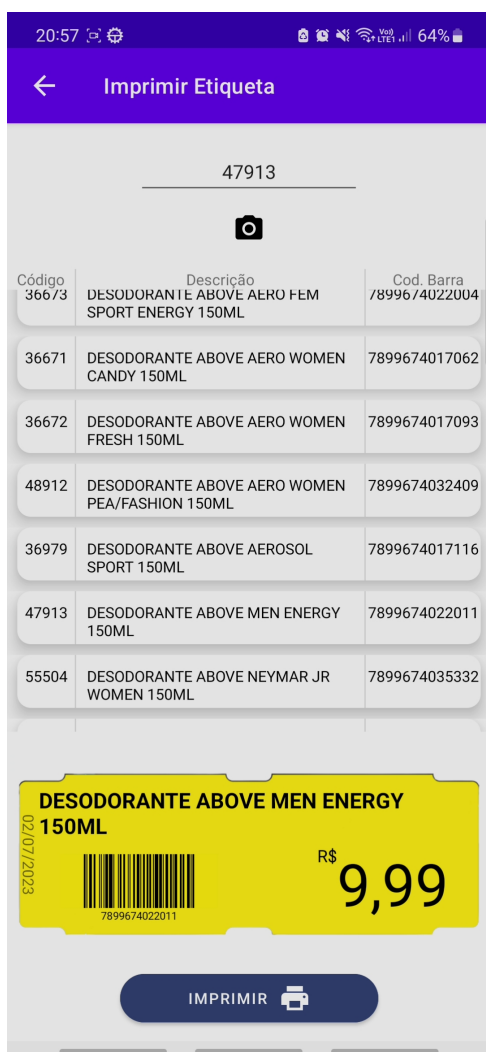 20:57 64%
Imprimir Etiqueta
47913
Código Descrição Cod. Barra
36673 DESODORANTE ABOVE AERO FEM 7899674022004
SPORT ENERGY 150ML
36671 DESODORANTE ABOVE AERO WOMEN 7899674017062
CANDY 150ML
36672 DESODORANTE ABOVE AERO WOMEN 7899674017093
FRESH 150ML
48912 DESODORANTE ABOVE AERO WOMEN 7899674032409
PEA/FASHION 150ML
36979 DESODORANTE ABOVE AEROSOL 7899674017116
SPORT 150ML
47913 DESODORANTE ABOVE MEN ENERGY 7899674022011
150ML
55504 DESODORANTE ABOVE NEYMAR JR 7899674035332
WOMEN 150ML
DESODORANTE ABOVE MEN ENERGY
150ML
02/07/2023
R$
9,99
7899674022011
IMPRIMIR